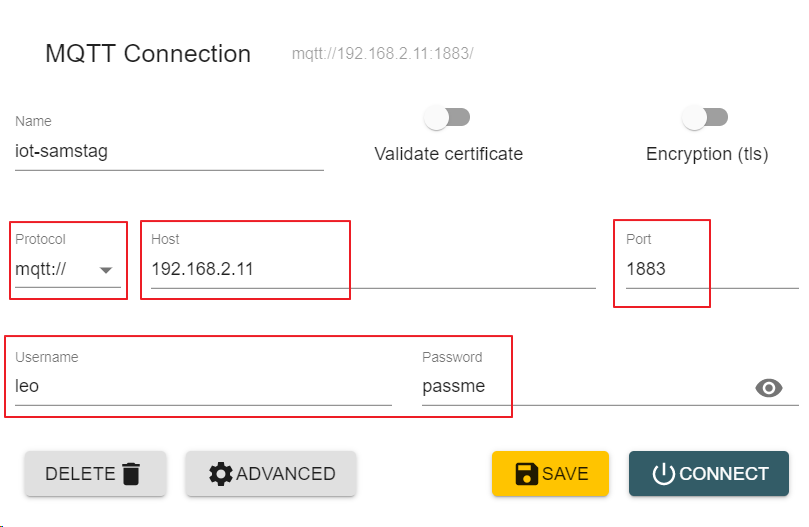 MQTT Connection mqtt://192.168.2.11:1883/
Name
iot-samstag
Validate certificate Encryption (tls)
Protocol Host Port
mqtt:// 192.168.2.11 1883
Username Password
leo passme
DELETE ADVANCED SAVE CONNECT